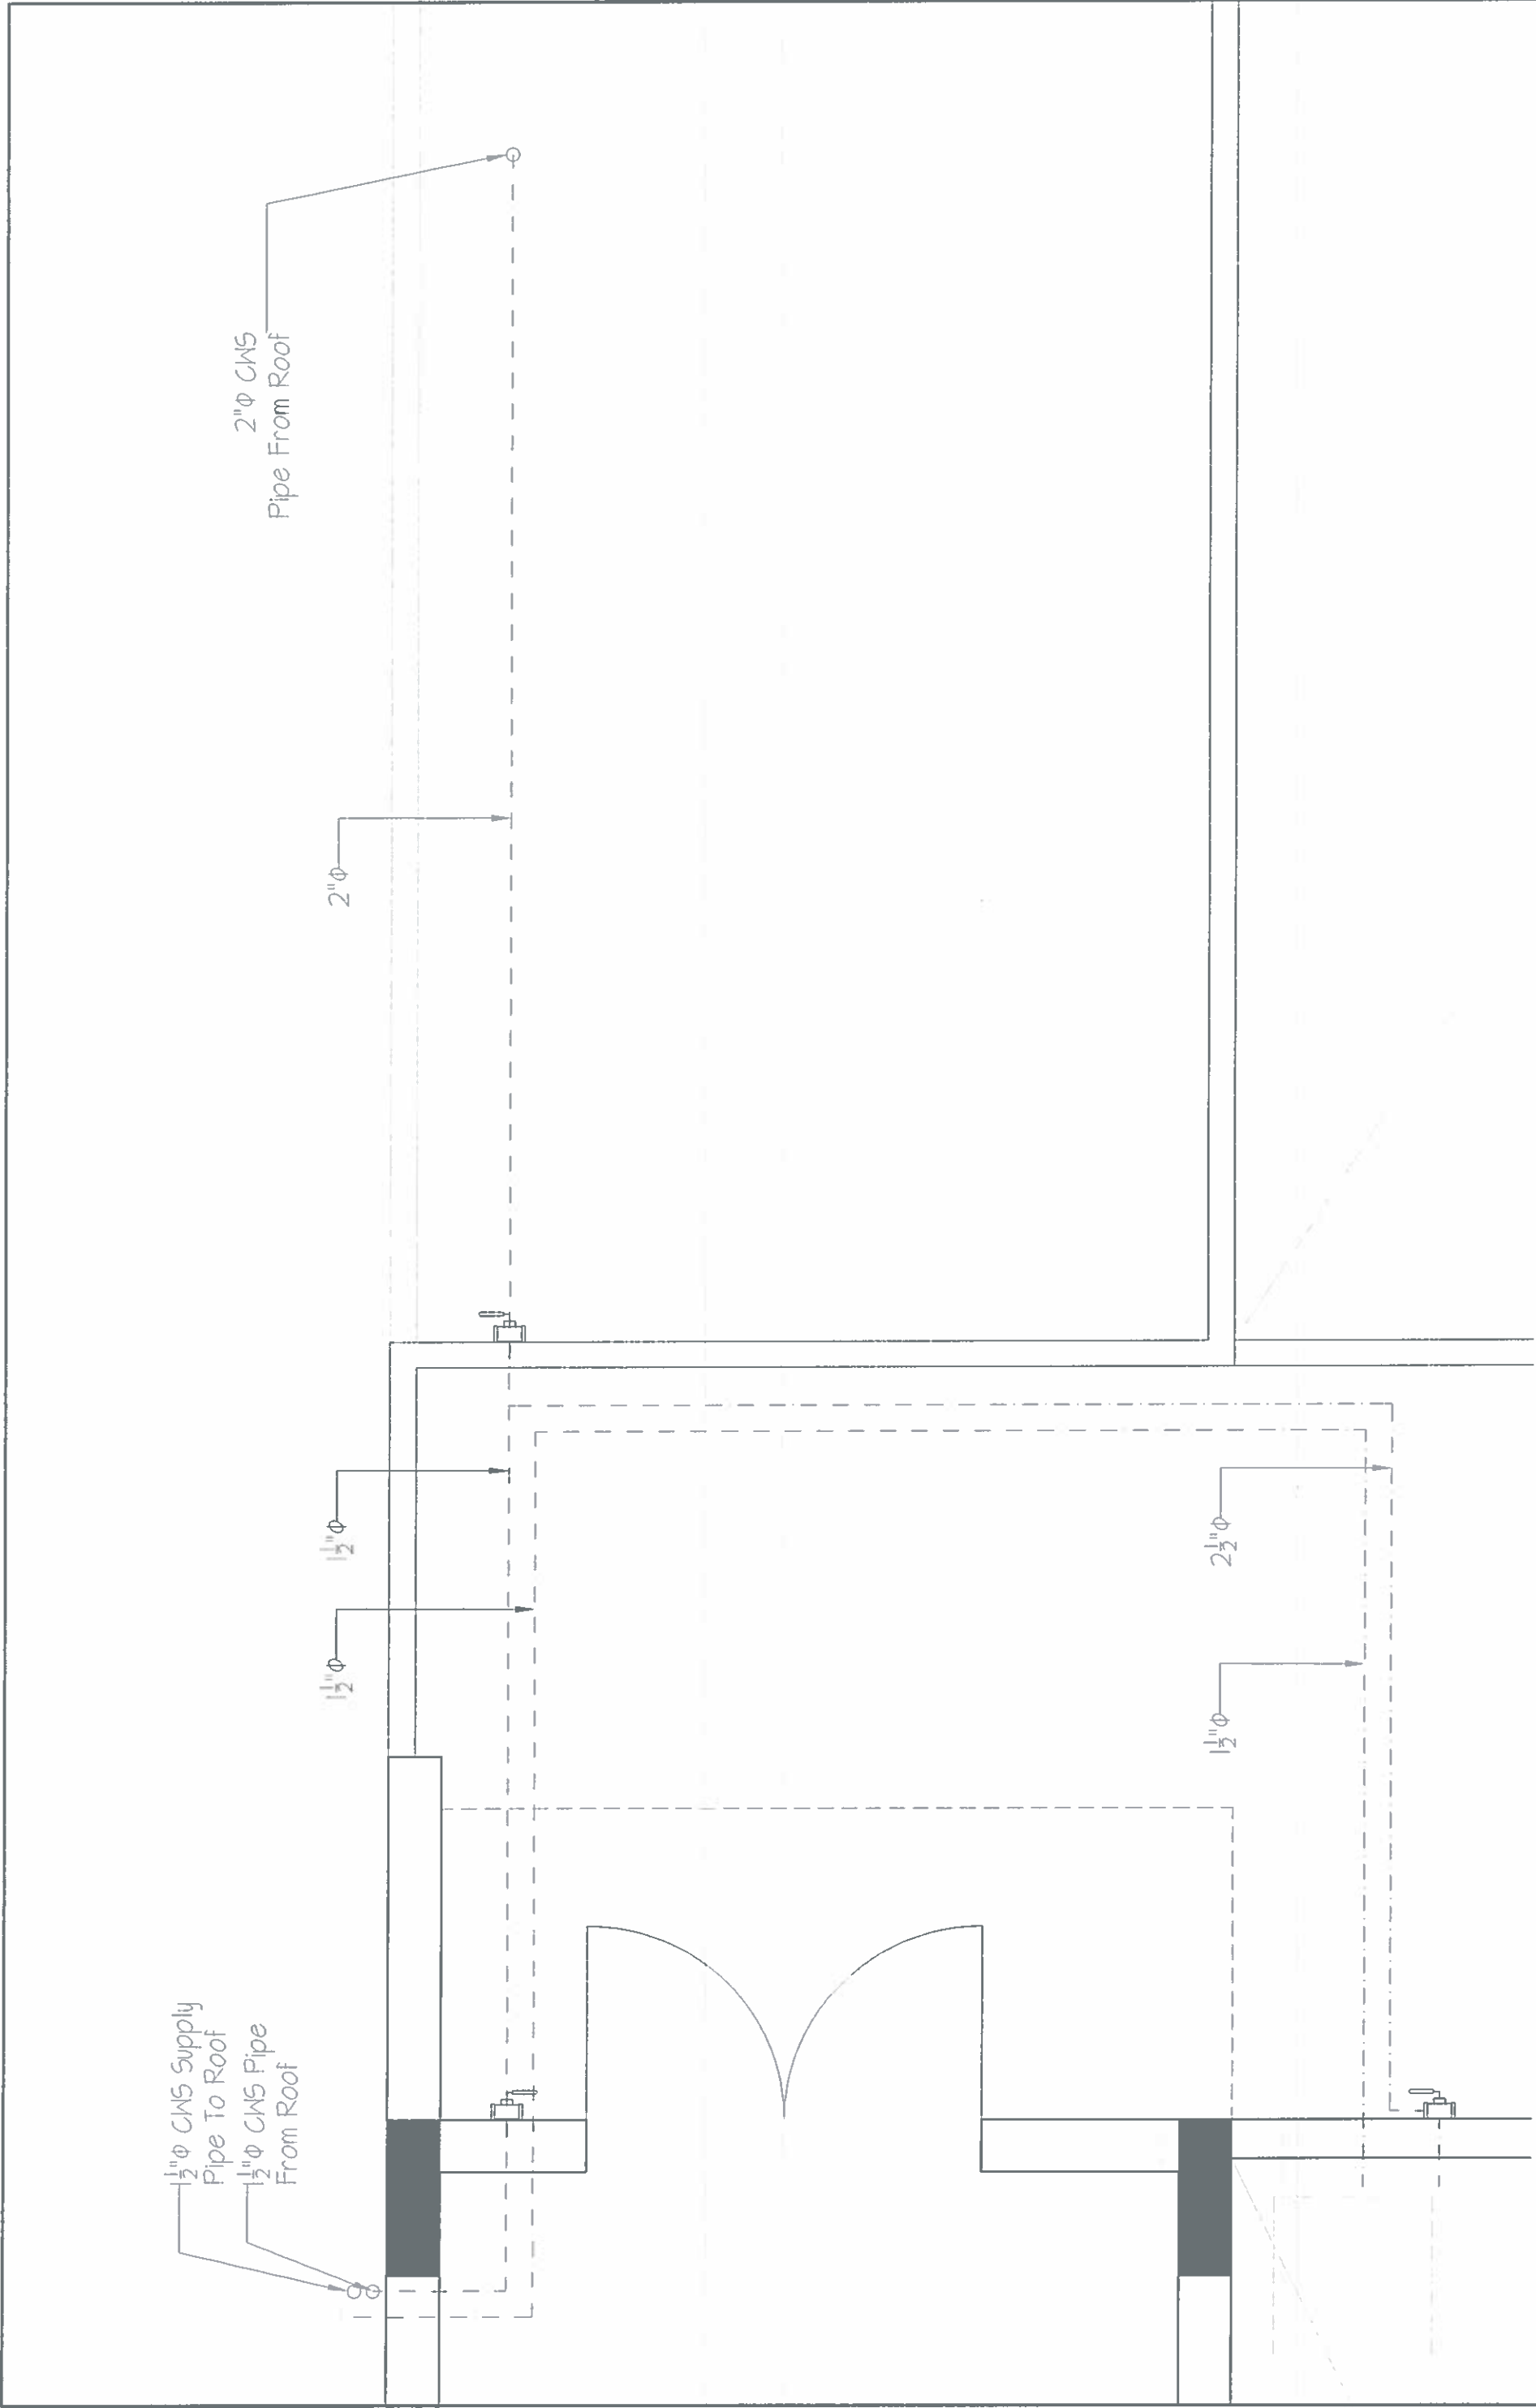 1½"Φ CWS Supply
Pipe To Roof
1½"Φ CWS Pipe
From Roof
1½"Φ
1½"Φ
2"Φ
2"Φ CWS
Pipe From Roof
1½"Φ
2½"Φ